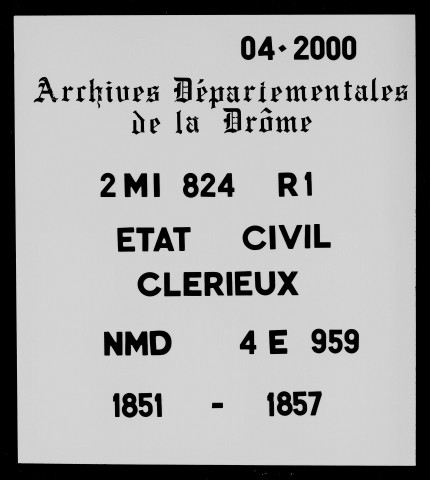 04.2000
Archives Départementales
de la Drôme
2 MI 824 R1
ETAT CIVIL
CLERIEUX
NMD 4 E 959
1851 - 1857